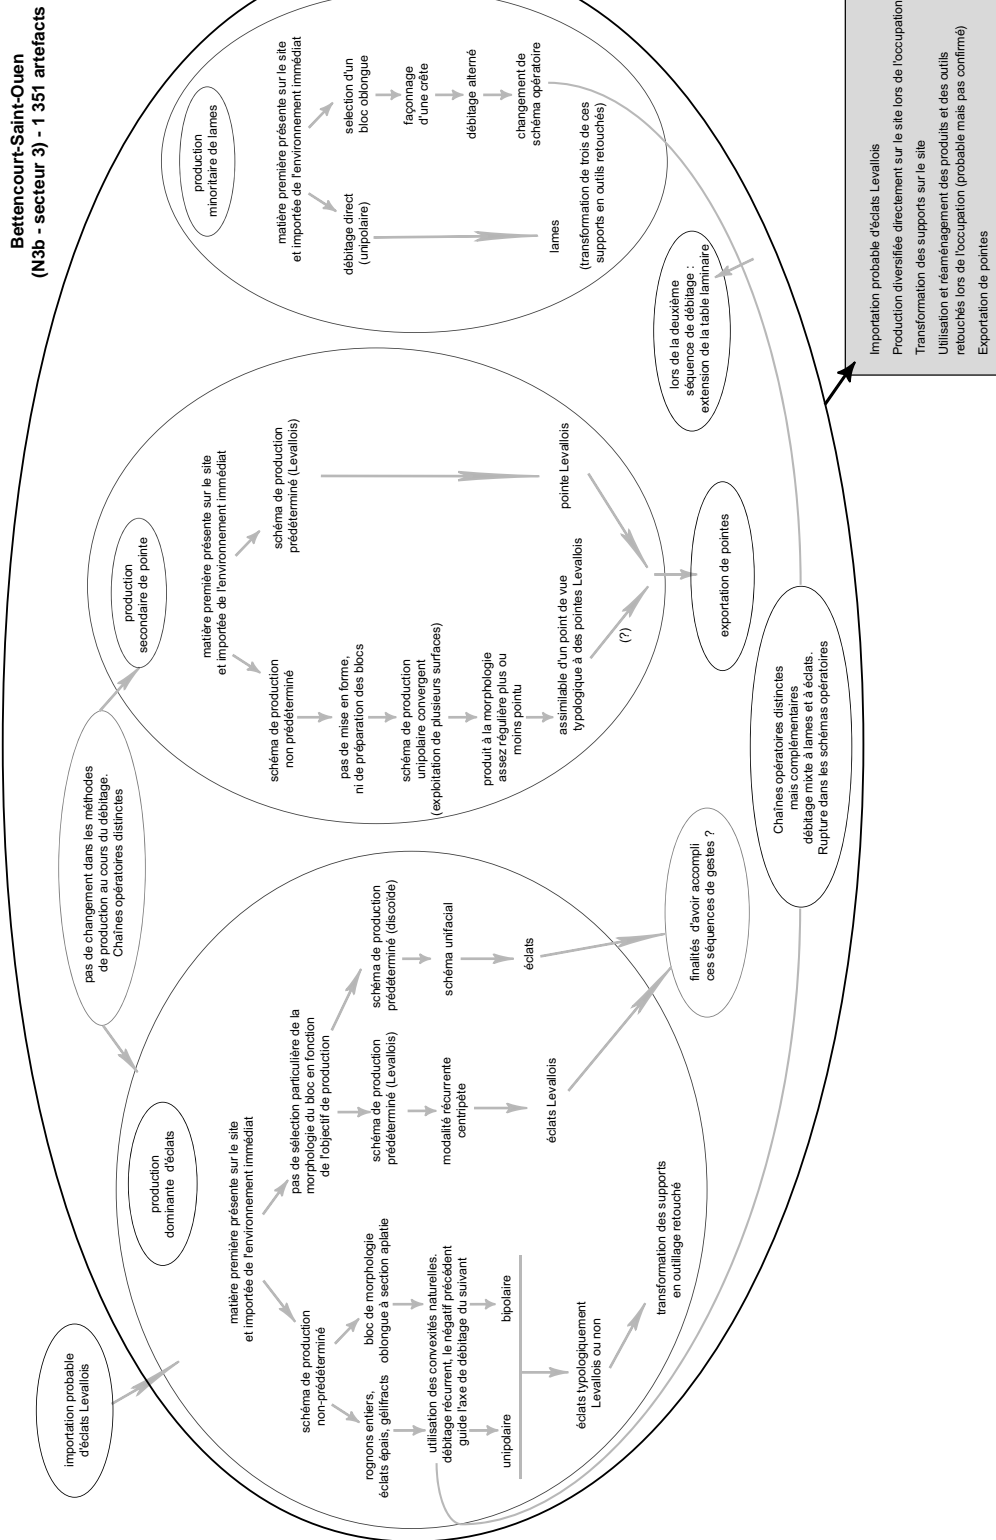 Bettencourt-Saint-Ouen
(N3b - secteur 3) - 1 351 artefacts
importation probable
d'éclats Levallois
pas de changement dans les méthodes
de production au cours du débitage.
Chaînes opératoires distinctes
production
dominante d'éclats
matière première présente sur le site
et importée de l'environnement immédiat
schéma de production
non-prédéterminé
rognons entiers,
éclats épais, gélifracts
bloc de morphologie
oblongue à section aplatie
utilisation des convexités naturelles.
débitage récurrent, le négatif précédent
guide l'axe de débitage du suivant
unipolaire
bipolaire
éclats typologiquement
Levallois ou non
transformation des supports
en outillage retouché
pas de sélection particulière de la
morphologie du bloc en fonction
de l'objectif de production
schéma de production
prédéterminé (Levallois)
modalité récurrente
centripète
éclats Levallois
schéma de production
prédéterminé (discoïde)
schéma unifacial
éclats
finalités d'avoir accompli
ces séquences de gestes ?
production
secondaire de pointe
matière première présente sur le site
et importée de l'environnement immédiat
schéma de production
non prédéterminé
pas de mise en forme,
ni de préparation des blocs
schéma de production
unipolaire convergent
(exploitation de plusieurs surfaces)
produit à la morphologie
assez régulière plus ou
moins pointu
assimilable d'un point de vue
typologique à des pointes Levallois
(?)
schéma de production
prédéterminé (Levallois)
pointe Levallois
exportation de pointes
production
minoritaire de lames
matière première présente sur le site
et importée de l'environnement immédiat
débitage direct
(unipolaire)
lames
(transformation de trois de ces
supports en outils retouchés)
selection d'un
bloc oblongue
façonnage
d'une crête
débitage alterné
changement de
schéma opératoire
lors de la deuxième
séquence de débitage :
extension de la table laminaire
Chaînes opératoires distinctes
mais complémentaires
débitage mixte à lames et à éclats.
Rupture dans les schémas opératoires
Importation probable d'éclats Levallois
Production diversifiée directement sur le site lors de l'occupation
Transformation des supports sur le site
Utilisation et réaménagement des produits et des outils
retouchés lors de l'occupation (probable mais pas confirmé)
Exportation de pointes